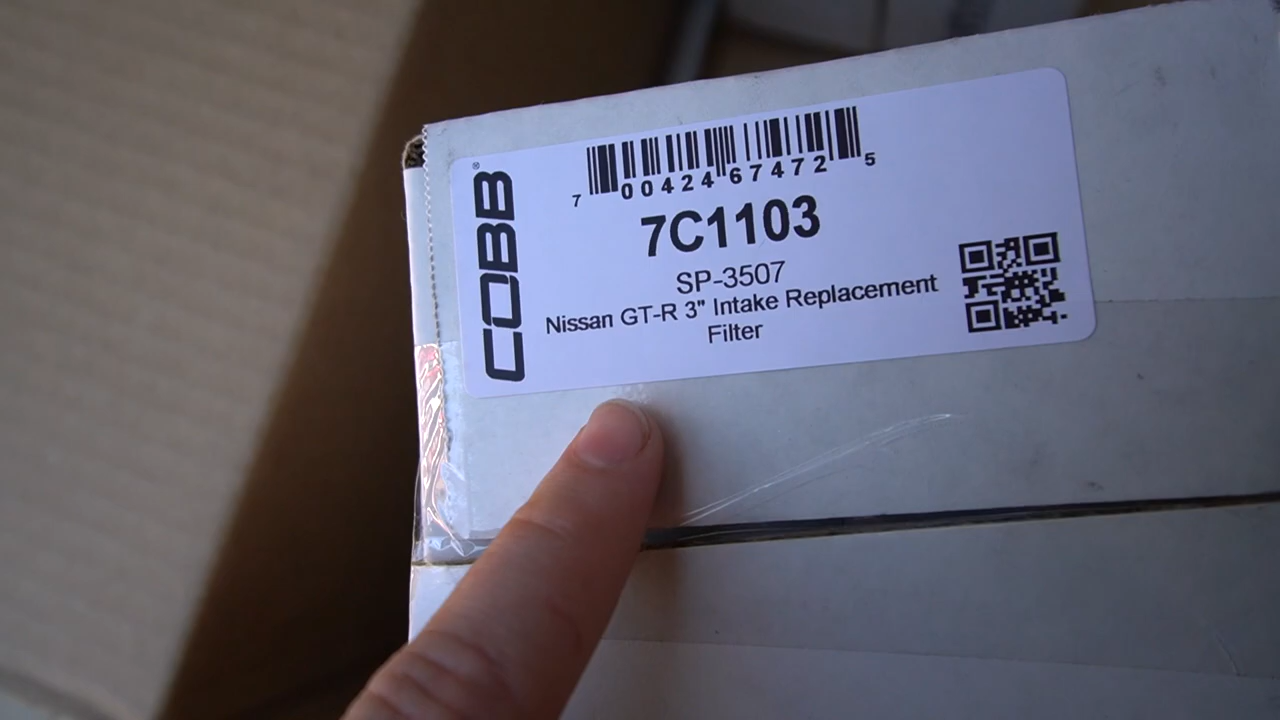 COBB®
7 00424 67472 5
7C1103
SP-3507
Nissan GT-R 3" Intake Replacement
Filter